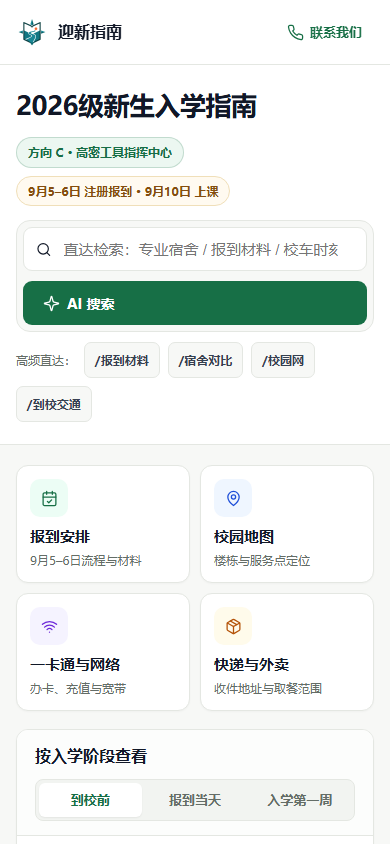 迎新指南
联系我们
2026级新生入学指南
方向 C • 高密工具指挥中心
9月5–6日 注册报到 • 9月10日 上课
直达检索：专业宿舍 / 报到材料 / 校车时刻
AI 搜索
高频直达：
/报到材料
/宿舍对比
/校园网
/到校交通
报到安排
9月5–6日流程与材料
校园地图
楼栋与服务点定位
一卡通与网络
办卡、充值与宽带
快递与外卖
收件地址与取餐范围
按入学阶段查看
到校前
报到当天
入学第一周